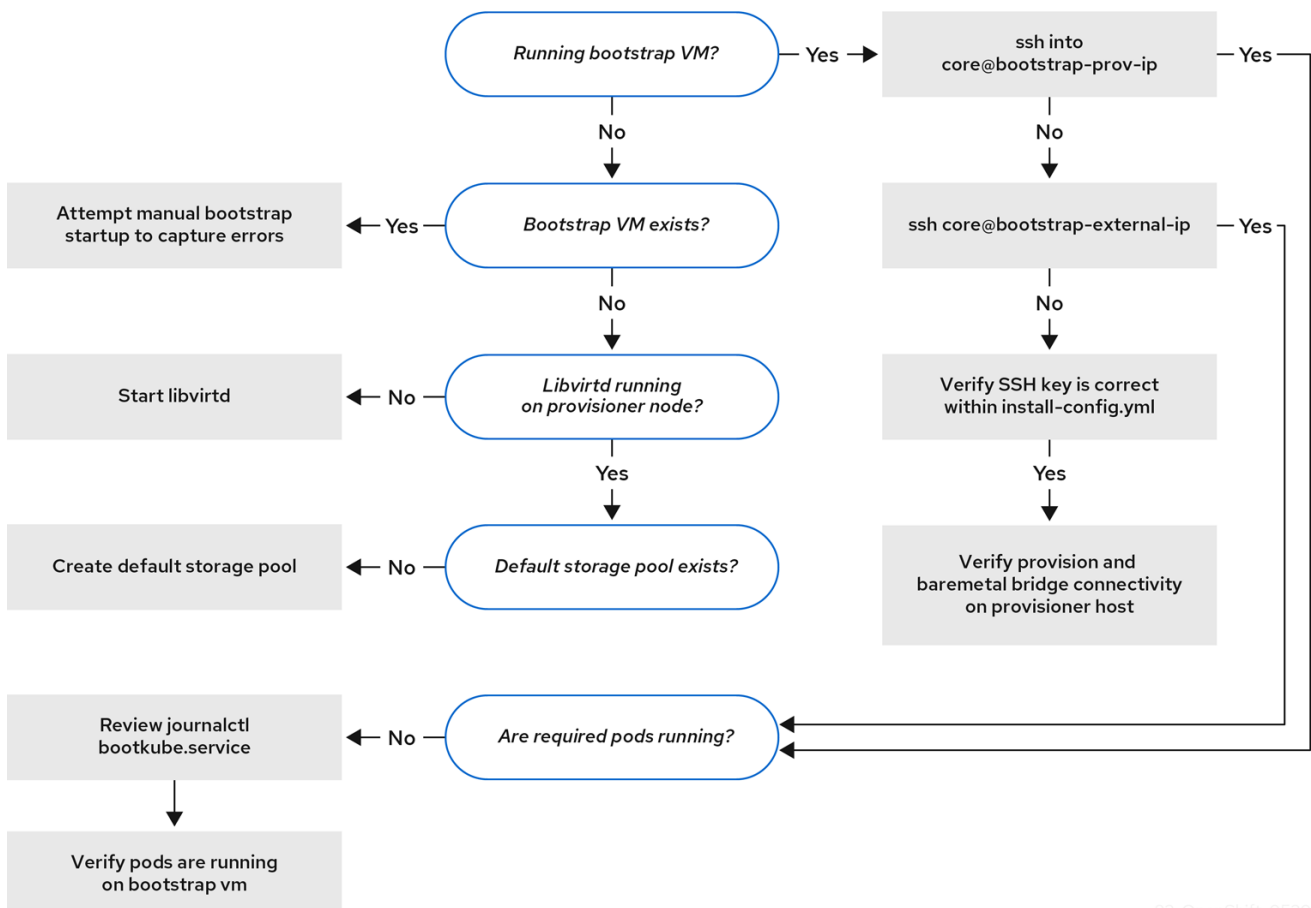 Running bootstrap VM?
Yes
ssh into
core@bootstrap-prov-ip
Yes
No
No
Attempt manual bootstrap
startup to capture errors
Yes
Bootstrap VM exists?
ssh core@bootstrap-external-ip
Yes
No
No
Start libvirtd
No
Libvirtd running
on provisioner node?
Verify SSH key is correct
within install-config.yml
Yes
Yes
Create default storage pool
No
Default storage pool exists?
Verify provision and
baremetal bridge connectivity
on provisioner host
Review journalctl
bootkube.service
No
Are required pods running?
Verify pods are running
on bootstrap vm